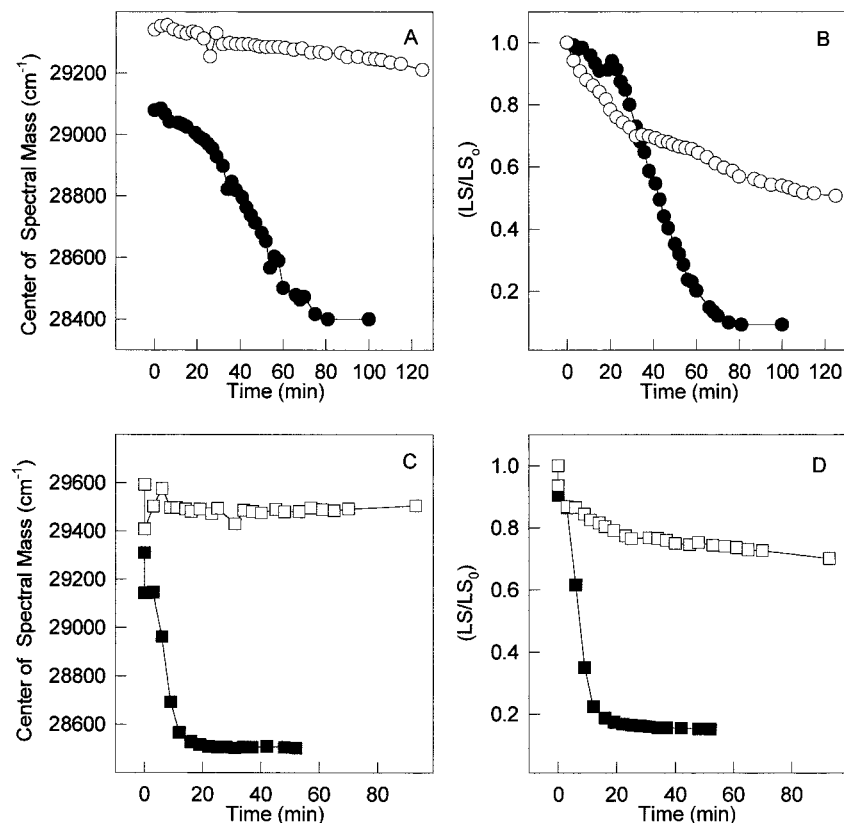 A
Center of Spectral Mass (cm⁻¹)
29200
29000
28800
28600
28400
0 20 40 60 80 100 120
Time (min)
B
(LS/LSₒ)
1.0
0.8
0.6
0.4
0.2
0 20 40 60 80 100 120
Time (min)
C
Center of Spectral Mass (cm⁻¹)
29600
29400
29200
29000
28800
28600
0 20 40 60 80
Time (min)
D
(LS/LS₀)
1.0
0.8
0.6
0.4
0.2
0 20 40 60 80
Time (min)